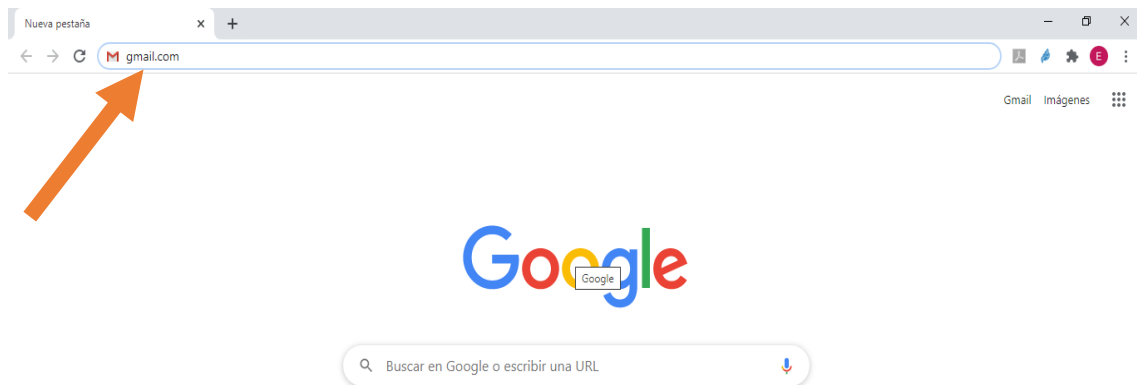 Nueva pestaña
gmail.com
E
Gmail Imágenes
Google
Google
Buscar en Google o escribir una URL